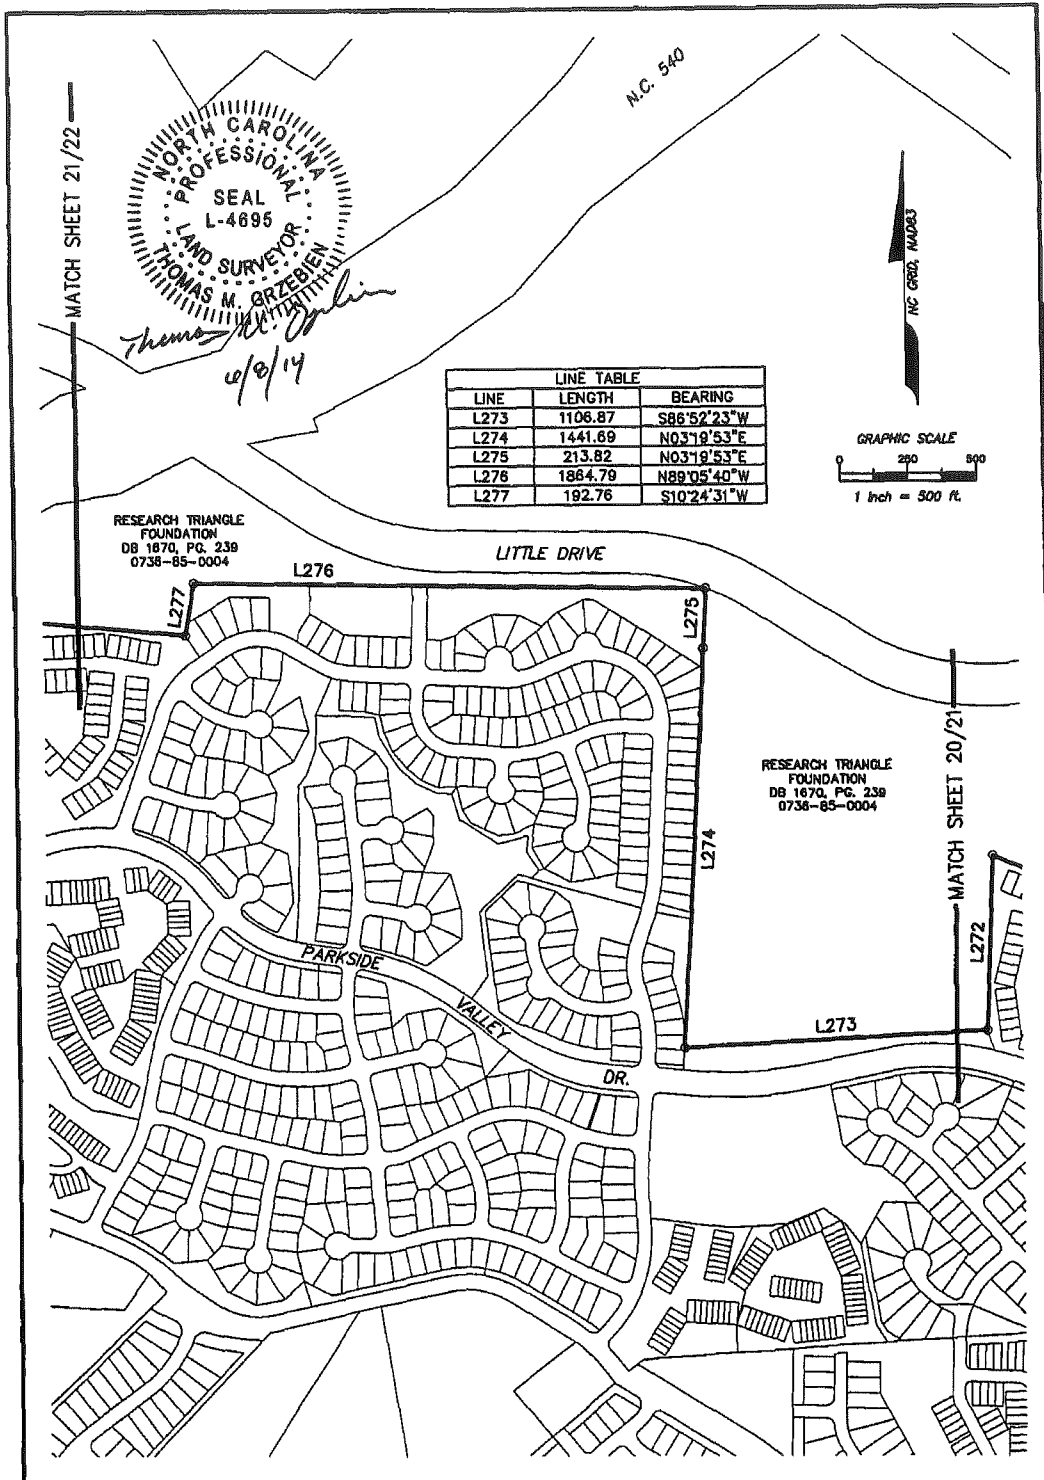 N.C. 540
MATCH SHEET 21/22
NORTH CAROLINA
PROFESSIONAL
SEAL
L-4695
LAND SURVEYOR
THOMAS M. GRZEBIEN
6/8/14
NC GRID, NAD83
LINE TABLE
LINE LENGTH BEARING
L273 1106.87 S86°52'23"W
L274 1441.69 N03°19'53"E
L275 213.82 N03°19'53"E
L276 1864.79 N89°05'40"W
L277 192.76 S10°24'31"W
GRAPHIC SCALE
0 250 500
1 inch = 500 ft.
RESEARCH TRIANGLE
FOUNDATION
DB 1670, PG. 239
0736-85-0004
LITTLE DRIVE
L276
L277
L275
RESEARCH TRIANGLE
FOUNDATION
DB 1670, PG. 239
0736-85-0004
MATCH SHEET 20/21
L274
L272
L273
PARKSIDE
VALLEY
DR.